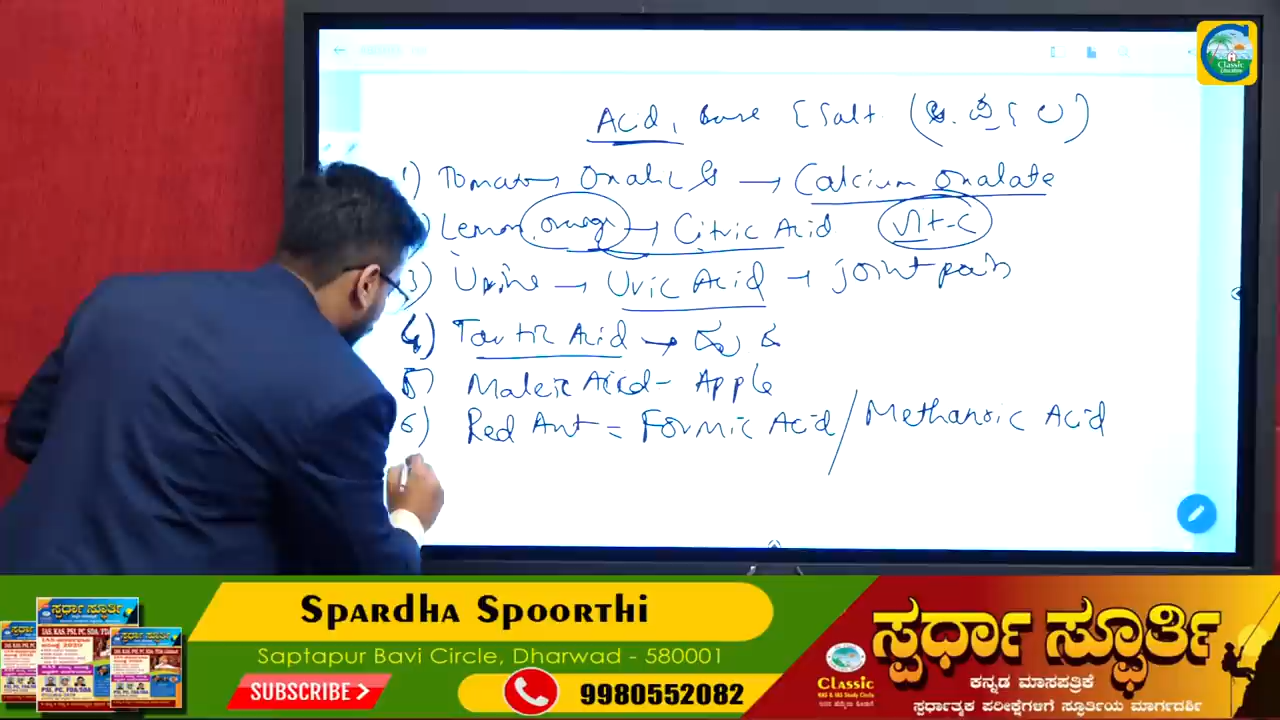 Classic
Acid, base & Salt
1) Tomato → Oxalic → Calcium Oxalate
Lemon, orange → Citric Acid Vit-C
3) Urine → Uric Acid → joint pain
4) Tartric Acid →
5 Maleic Acid - Apple
6) Red Ant = Formic Acid / Methanoic Acid
Spardha Spoorthi
Saptapur Bavi Circle, Dharwad - 580001
SUBSCRIBE >
9980552082
ಸ್ಪರ್ಧಾ ಸ್ಫೂರ್ತಿ
Classic
ಕನ್ನಡ ಮಾಸಪತ್ರಿಕೆ
ಸ್ಪರ್ಧಾತ್ಮಕ ಪರೀಕ್ಷೆಗಳಿಗೆ ಸ್ಫೂರ್ತಿಯ ಮಾರ್ಗದರ್ಶಿ